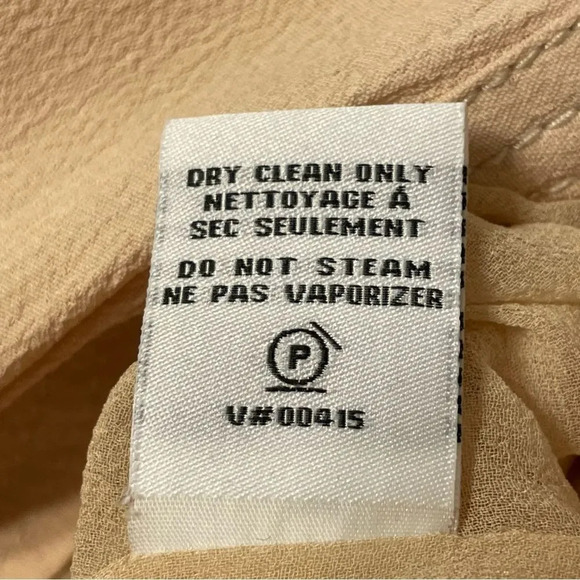 DRY CLEAN ONLY
NETTOYAGE Á
SEC SEULEMENT
DO NOT STEAM
NE PAS VAPORIZER
P
V#00415